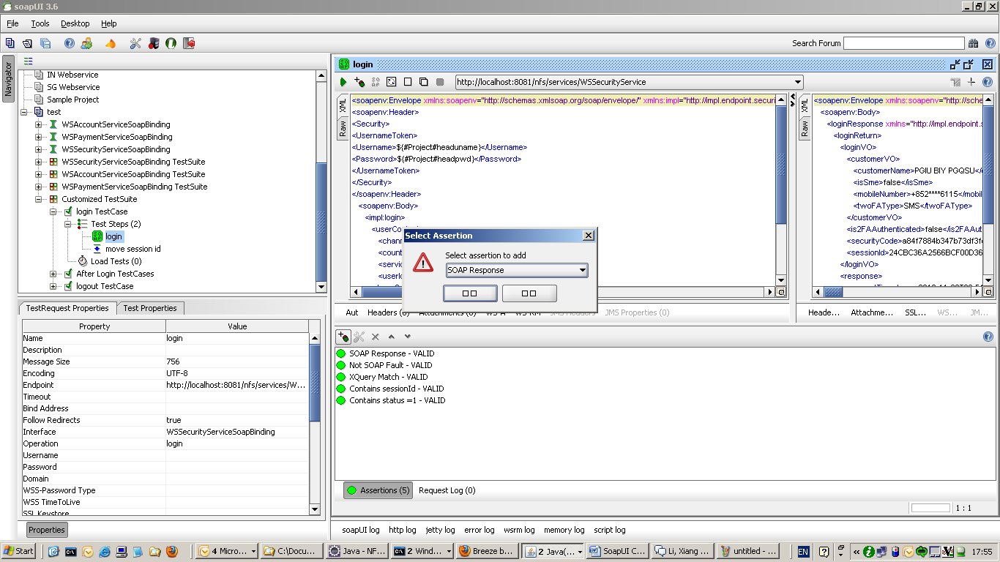 soapUI 3.6
File Tools Desktop Help
Search Forum
Navigator
IN Webservice
SG Webservice
Sample Project
test
WSAccountServiceSoapBinding
WSPaymentServiceSoapBinding
WSSecurityServiceSoapBinding
WSSecurityServiceSoapBinding TestSuite
WSAccountServiceSoapBinding TestSuite
WSPaymentServiceSoapBinding TestSuite
Customized TestSuite
login TestCase
Test Steps (2)
login
move session id
Load Tests (0)
After Login TestCases
logout TestCase
TestRequest Properties Test Properties
Property Value
Name login
Description
Message Size 756
Encoding UTF-8
Endpoint http://localhost:8081/nfs/services/W...
Timeout
Bind Address
Follow Redirects true
Interface WSSecurityServiceSoapBinding
Operation login
Username
Password
Domain
WSS-Password Type
WSS TimeToLive
SSL Keystore
Properties
login
http://localhost:8081/nfs/services/WSSecurityService
XML
Raw
<soapenv:Envelope xmlns:soapenv="http://schemas.xmlsoap.org/soap/envelope/" xmlns:impl="http://impl.endpoint.securi
<soapenv:Header>
<Security>
<UsernameToken>
<Username>${#Project#headuname}</Username>
<Password>${#Project#headpwd}</Password>
</UsernameToken>
</Security>
</soapenv:Header>
<soapenv:Body>
<impl:login>
<userCo
<chan
<coun
<servi
<userI
XML
Raw
<soapenv:Envelope xmlns:soapenv="http://sche
<soapenv:Body>
<loginResponse xmlns="http://impl.endpoint.s
<loginReturn>
<loginVO>
<customerVO>
<customerName>PGIU BIY PGQSU</
<isSme>false</isSme>
<mobileNumber>+852****6115</mobil
<twoFAType>SMS</twoFAType>
</customerVO>
<is2FAAuthenticated>false</is2FAAut
<securityCode>a84f7884b347b73df3f
<sessionId>24CBC36A2566BCF00D36
</loginVO>
<response>
Select Assertion
Select assertion to add
SOAP Response
Aut Headers (0) Attachments (0) WS-A WS-RM JMS Headers JMS Properties (0)
Heade... Attachme... SSL... WS... JM...
SOAP Response - VALID
Not SOAP Fault - VALID
XQuery Match - VALID
Contains sessionId - VALID
Contains status =1 - VALID
Assertions (5) Request Log (0)
1 : 1
soapUI log http log jetty log error log wsrm log memory log script log
Start 4 Micro... C:\Docu... Java - NF... 2 Wind... Breeze b... 2 Java(... SoapUI C... Li, Xiang ... untitled - ... EN 17:55